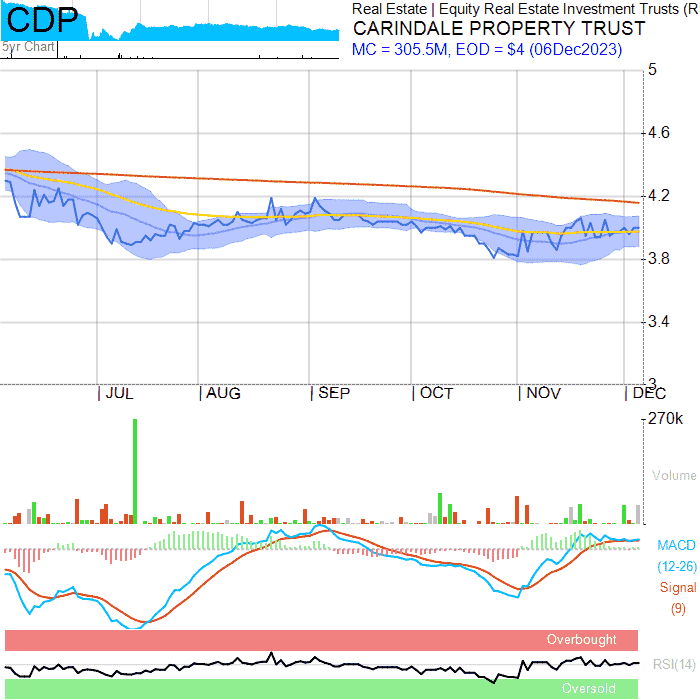 CDP
5yr Chart
Real Estate | Equity Real Estate Investment Trusts (R
CARINDALE PROPERTY TRUST
MC = 305.5M, EOD = $4 (06Dec2023)
5
4.6
4.2
3.8
3.4
3
JUL AUG SEP OCT NOV DEC
270k
Volume
MACD
(12-26)
Signal
(9)
Overbought
RSI(14)
Oversold